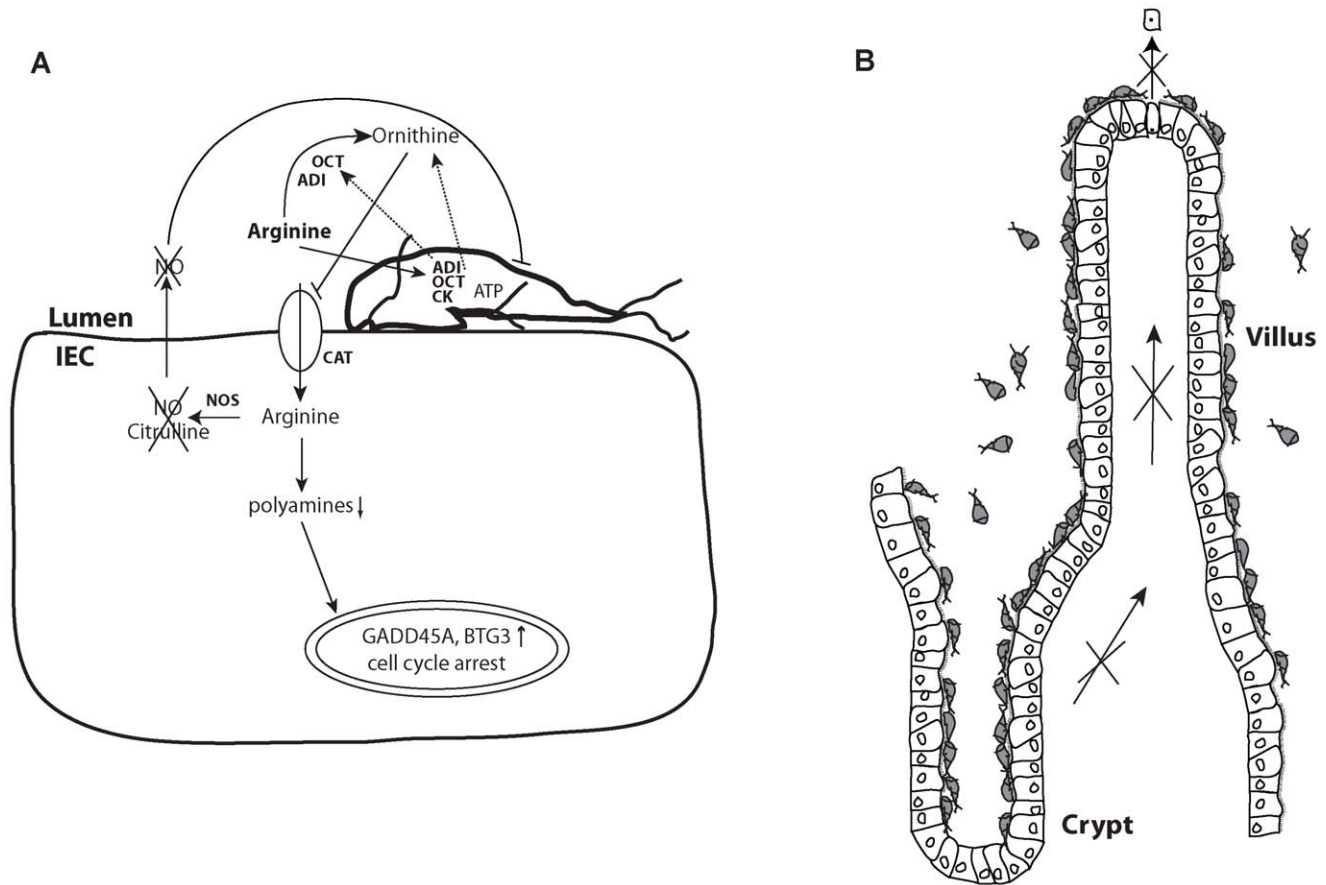 A
Ornithine
OCT
ADI
Arginine
NO
ADI
OCT
CK
ATP
Lumen
IEC
CAT
NO
Citrulline
NOS
Arginine
polyamines↓
GADD45A, BTG3↑
cell cycle arrest
B
Villus
Crypt